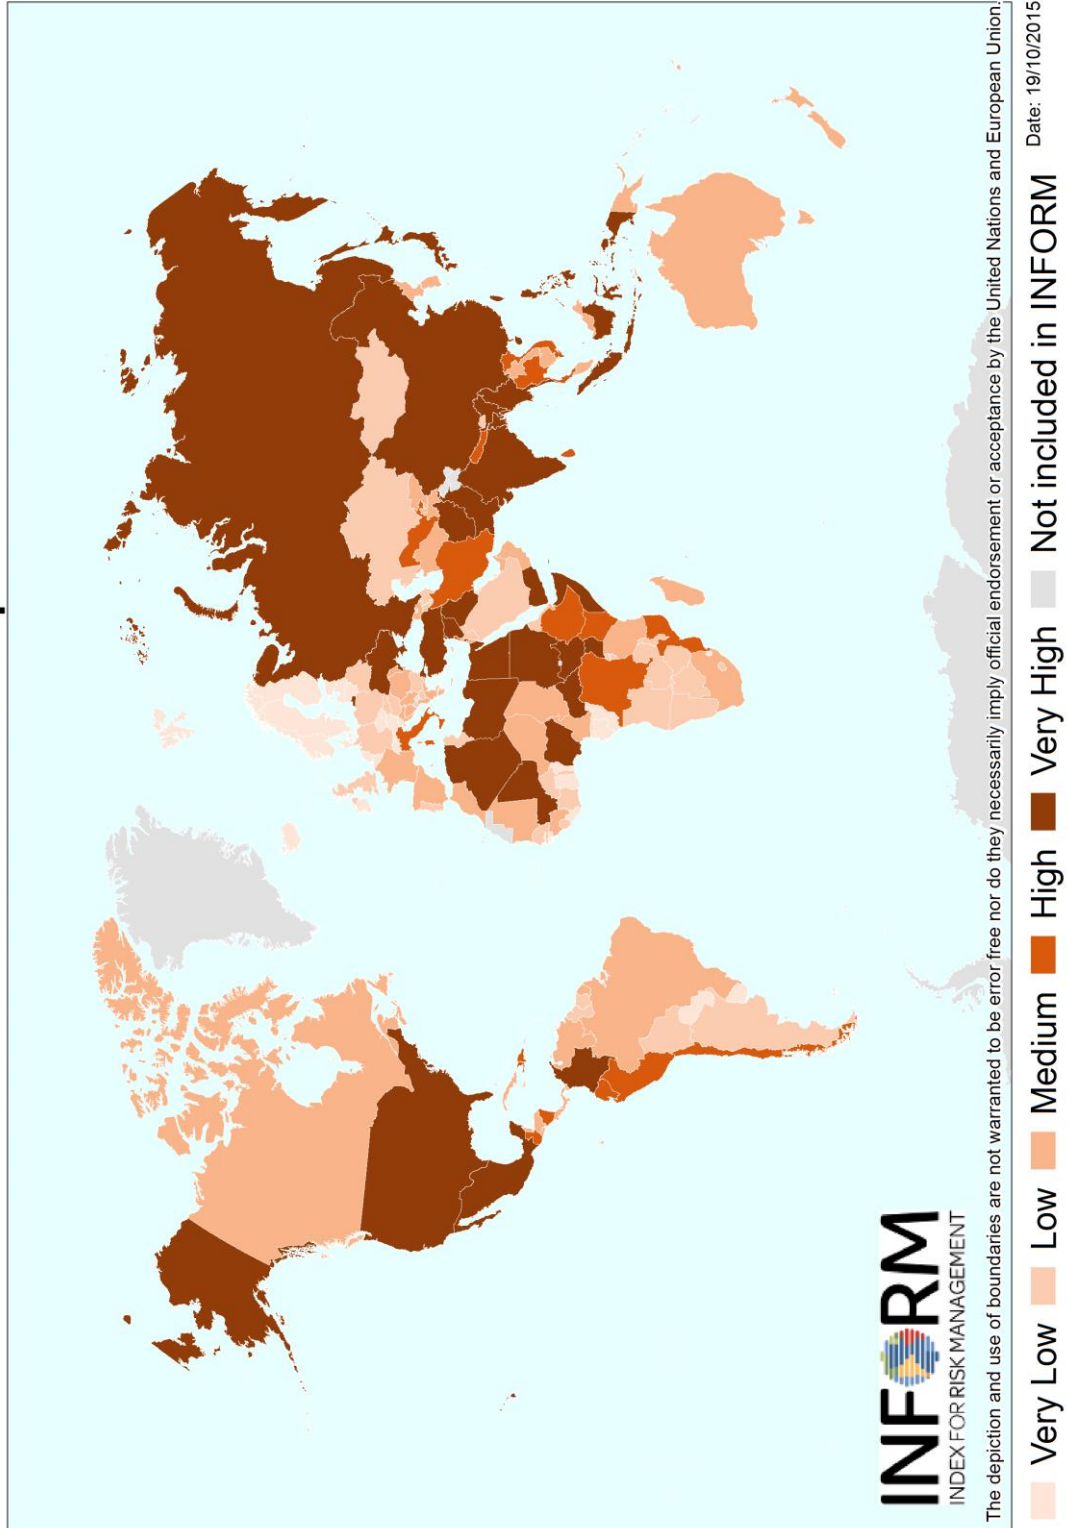 INFORM
INDEX FOR RISK MANAGEMENT
The depiction and use of boundaries are not warranted to be error free nor do they necessarily imply official endorsement or acceptance by the United Nations and European Union.
Very Low Low Medium High Very High Not included in INFORM Date: 19/10/2015